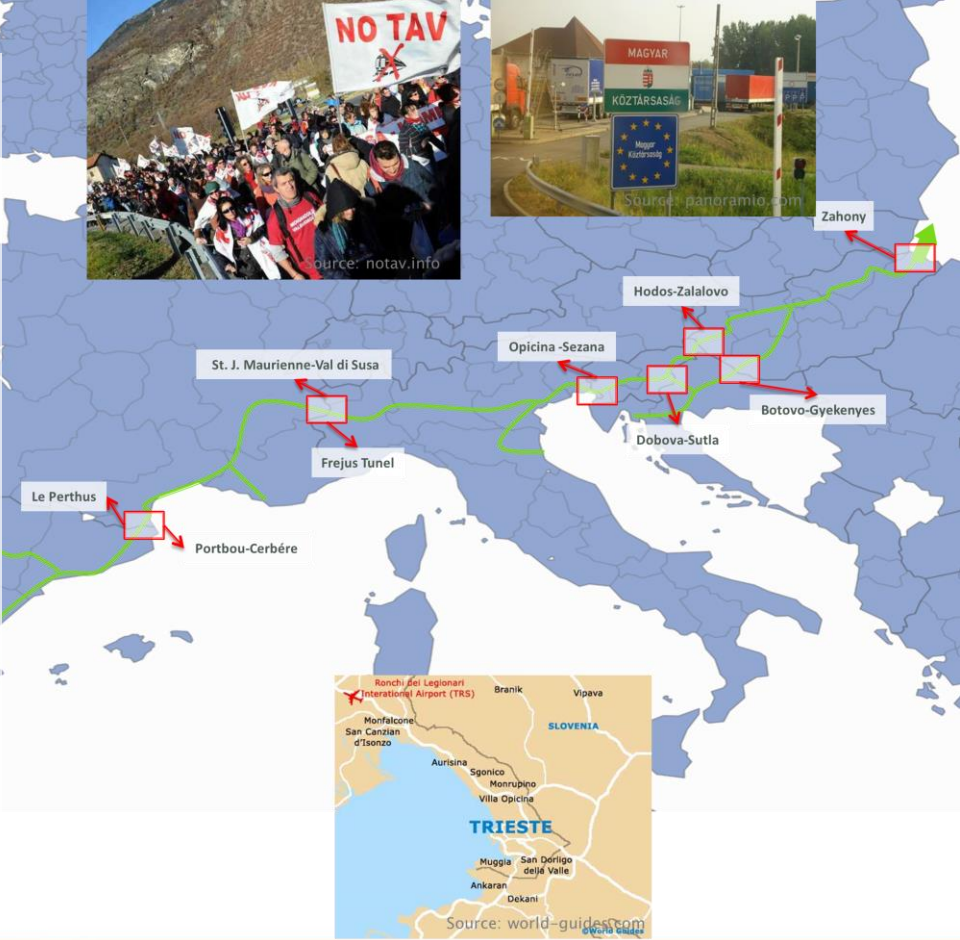 NO TAV
Source: notav.info
MAGYAR
KÖZTÁRSASÁG
Magyar
Köztársaság
Source: panoramio.com
Zahony
Hodos-Zalalovo
Opicina -Sezana
St. J. Maurienne-Val di Susa
Botovo-Gyekenyes
Dobova-Sutla
Frejus Tunel
Le Perthus
Portbou-Cerbére
Ronchi dei Legionari
Interational Airport (TRS)
Branik
Vipava
Monfalcone
San Canzian
d'Isonzo
SLOVENIA
Aurisina
Sgonico
Monrupino
Villa Opicina
TRIESTE
Muggia
San Dorligo
della Valle
Ankaran
Dekani
Source: world-guides.com
©World Guides